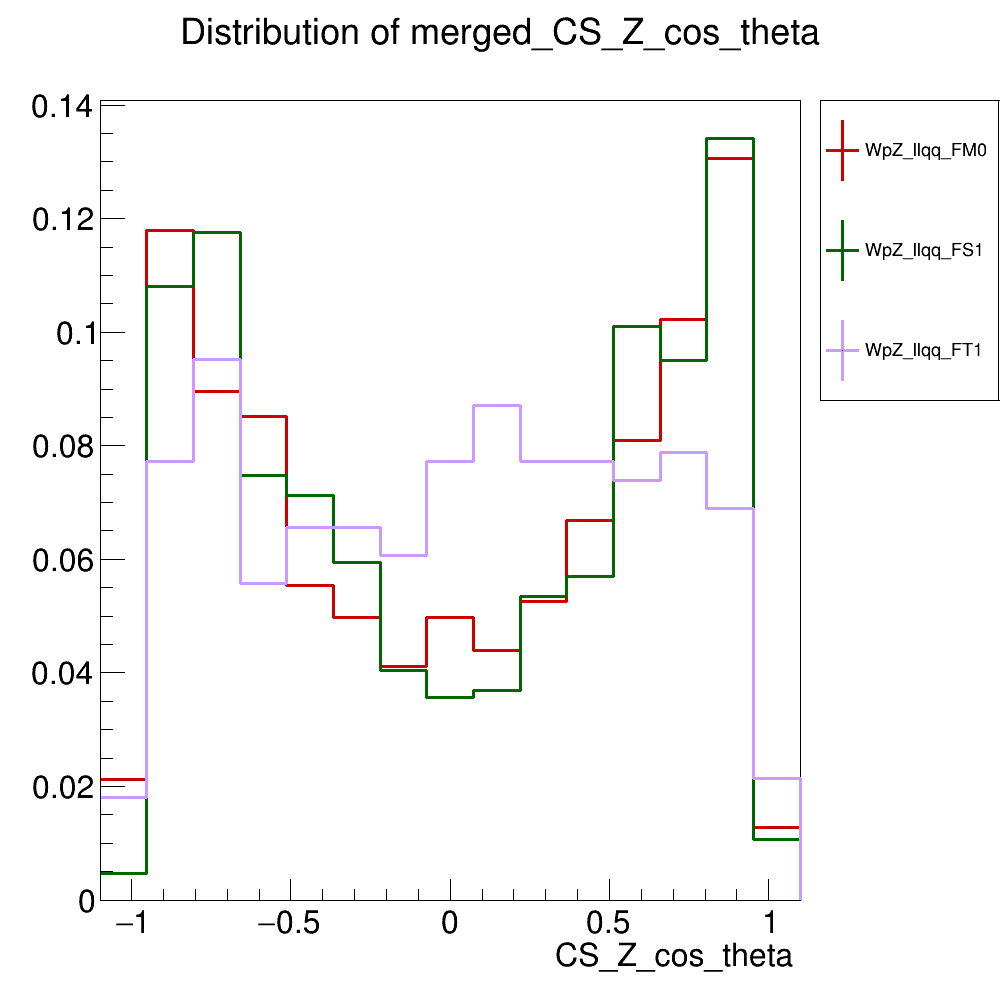 Distribution of merged_CS_Z_cos_theta
0.14
0.12
0.1
0.08
0.06
0.04
0.02
0
−1
−0.5
0
0.5
1
CS_Z_cos_theta
WpZ_llqq_FM0
WpZ_llqq_FS1
WpZ_llqq_FT1